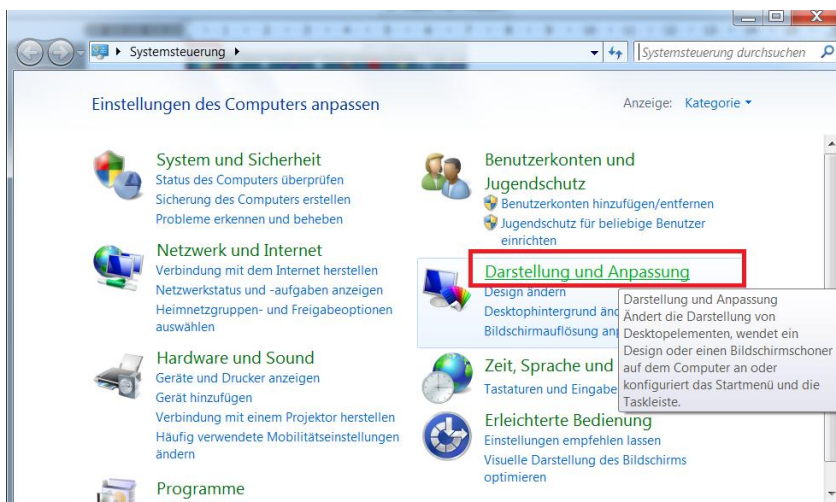 Systemsteuerung
Systemsteuerung durchsuchen
Einstellungen des Computers anpassen
Anzeige: Kategorie
System und Sicherheit
Status des Computers überprüfen
Sicherung des Computers erstellen
Probleme erkennen und beheben
Netzwerk und Internet
Verbindung mit dem Internet herstellen
Netzwerkstatus und -aufgaben anzeigen
Heimnetzgruppen- und Freigabeoptionen
auswählen
Hardware und Sound
Geräte und Drucker anzeigen
Gerät hinzufügen
Verbindung mit einem Projektor herstellen
Häufig verwendete Mobilitätseinstellungen
ändern
Programme
Benutzerkonten und
Jugendschutz
Benutzerkonten hinzufügen/entfernen
Jugendschutz für beliebige Benutzer
einrichten
Darstellung und Anpassung
Design ändern
Desktophintergrund
Bildschirmauflösung
Darstellung und Anpassung
Ändert die Darstellung von
Desktopelementen, wendet ein
Design oder einen Bildschirmschoner
auf dem Computer an oder
konfiguriert das Startmenü und die
Taskleiste.
Zeit, Sprache und
Tastaturen und Eingabe
Erleichterte Bedienung
Einstellungen empfehlen lassen
Visuelle Darstellung des Bildschirms
optimieren